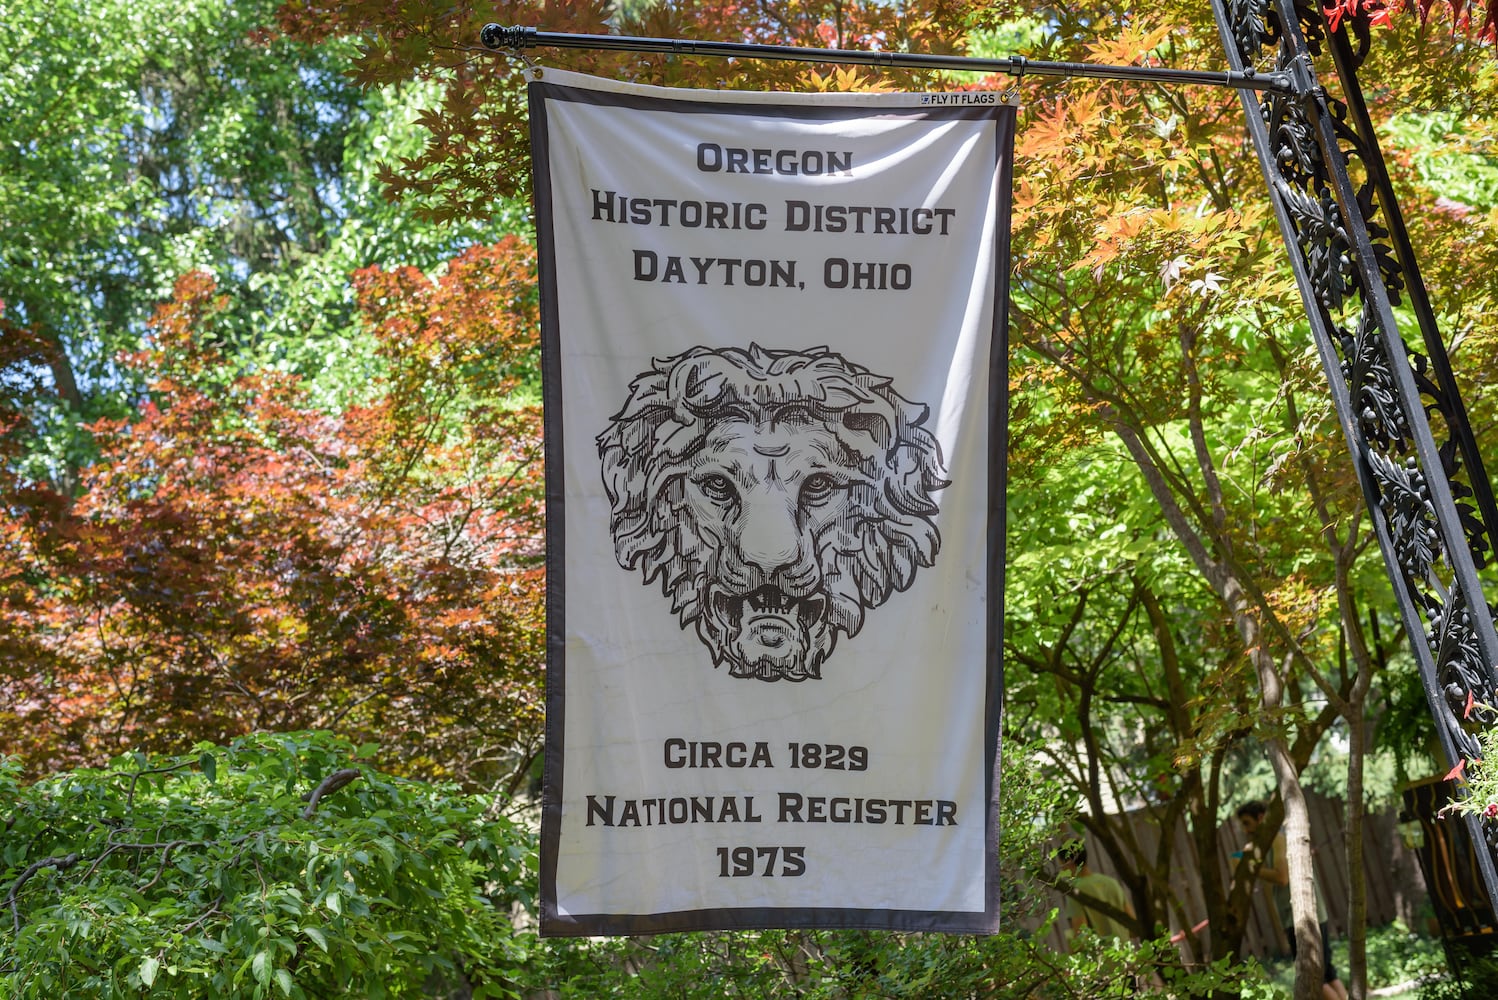 FLY IT FLAGS
OREGON
HISTORIC DISTRICT
DAYTON, OHIO
CIRCA 1829
NATIONAL REGISTER
1975